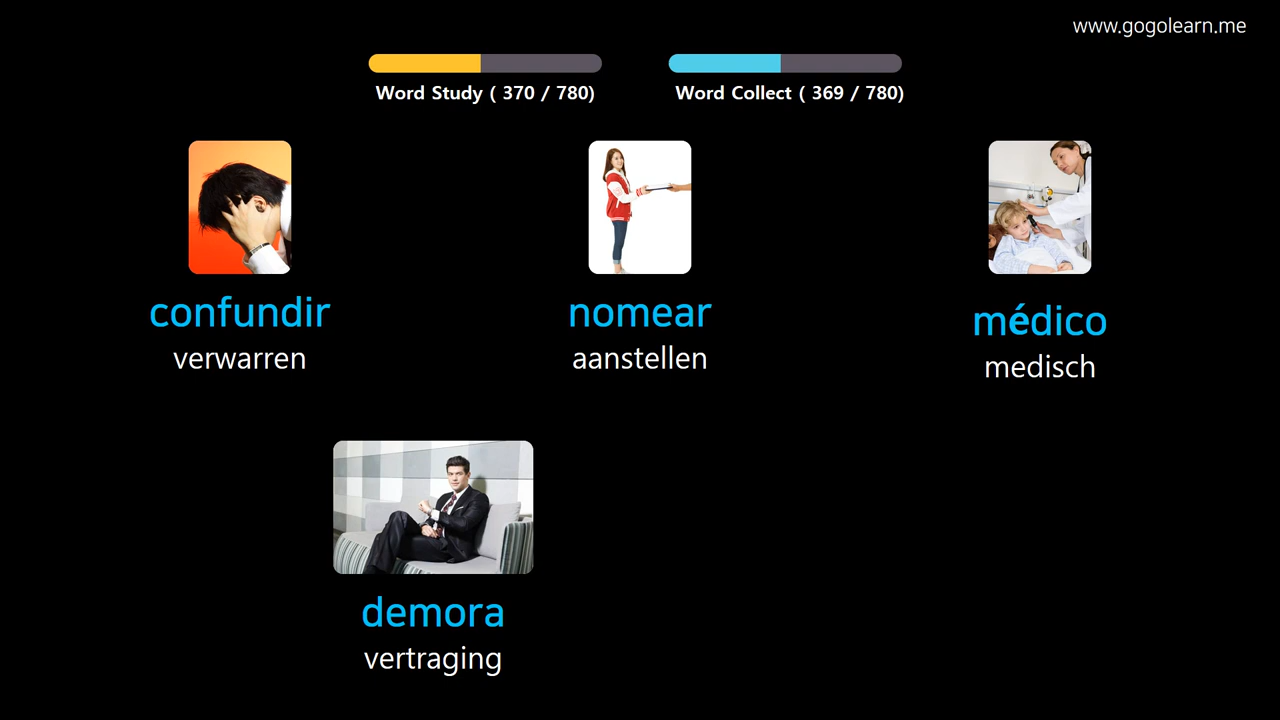 www.gogolearn.me
Word Study ( 370 / 780)
Word Collect ( 369 / 780)
confundir
verwarren
nomear
aanstellen
médico
medisch
demora
vertraging